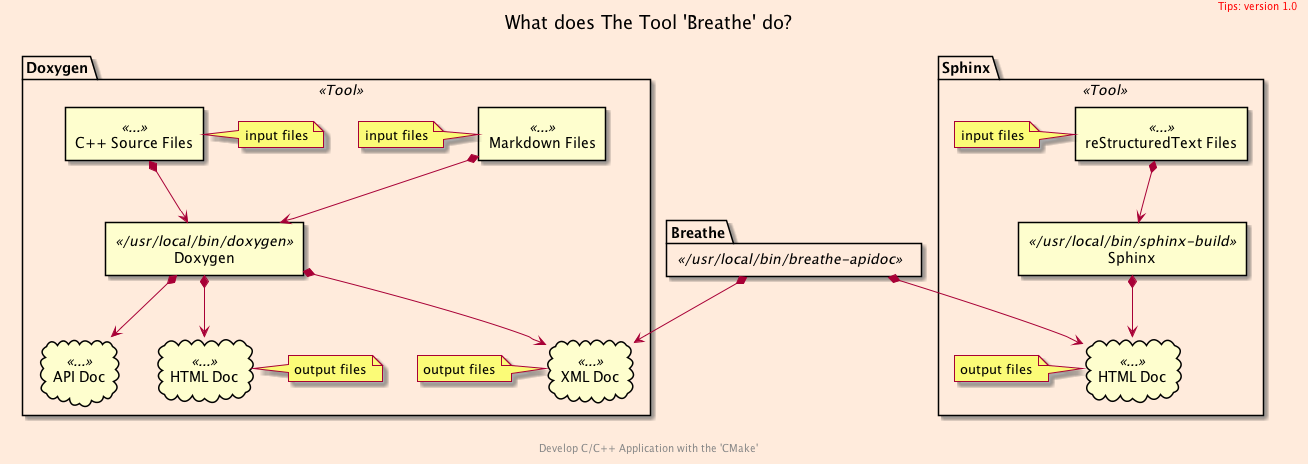 Tips: version 1.0
What does The Tool 'Breathe' do?
Doxygen
«Tool»
«...»
C++ Source Files
input files
input files
«...»
Markdown Files
«/usr/local/bin/doxygen»
Doxygen
«...»
API Doc
«...»
HTML Doc
output files
output files
«...»
XML Doc
Breathe
«/usr/local/bin/breathe-apidoc»
Sphinx
«Tool»
input files
«...»
reStructuredText Files
«/usr/local/bin/sphinx-build»
Sphinx
output files
«...»
HTML Doc
Develop C/C++ Application with the 'CMake'